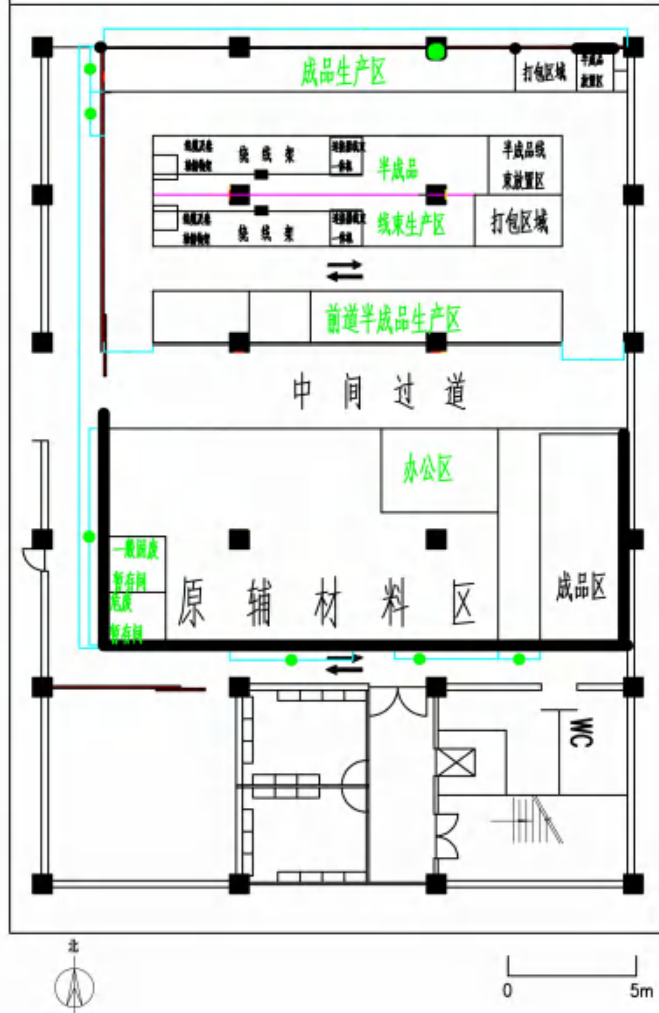 成品生产区
打包区域
半成品
放置区
绕线架
半成品
半成品线
束放置区
绕线架
线束生产区
打包区域
前道半成品生产区
中间过道
办公区
一般固废
暂存间
危废
暂存间
原辅材料区
成品区
WC
北
0
5m